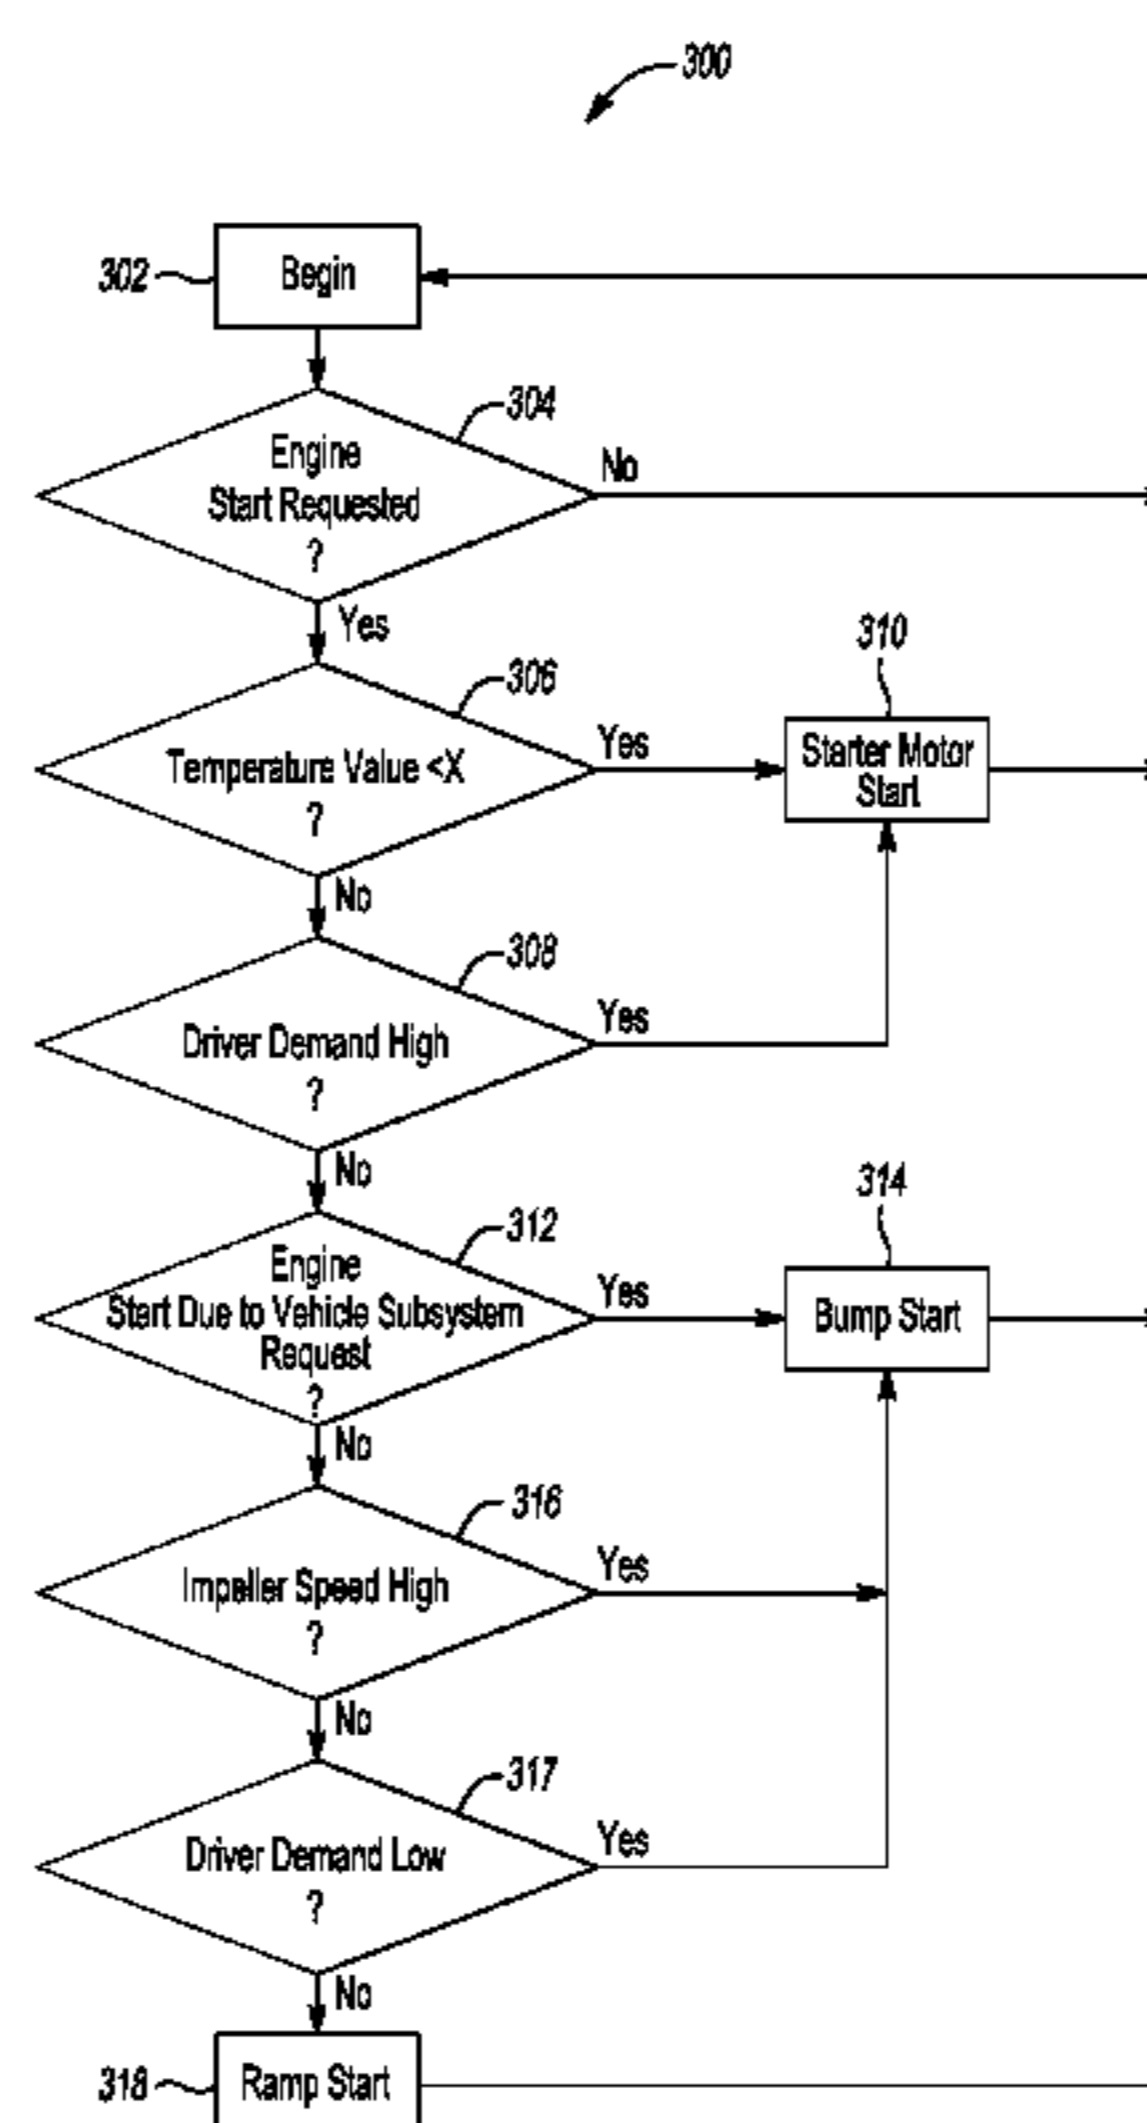 300
302
Begin
304
Engine
Start Requested
?
No
Yes
306
Temperature Value <X
?
Yes
310
Starter Motor
Start
No
308
Driver Demand High
?
Yes
No
312
Engine
Start Due to Vehicle Subsystem
Request
?
Yes
314
Bump Start
No
316
Impeller Speed High
?
Yes
No
317
Driver Demand Low
?
Yes
No
318
Ramp Start